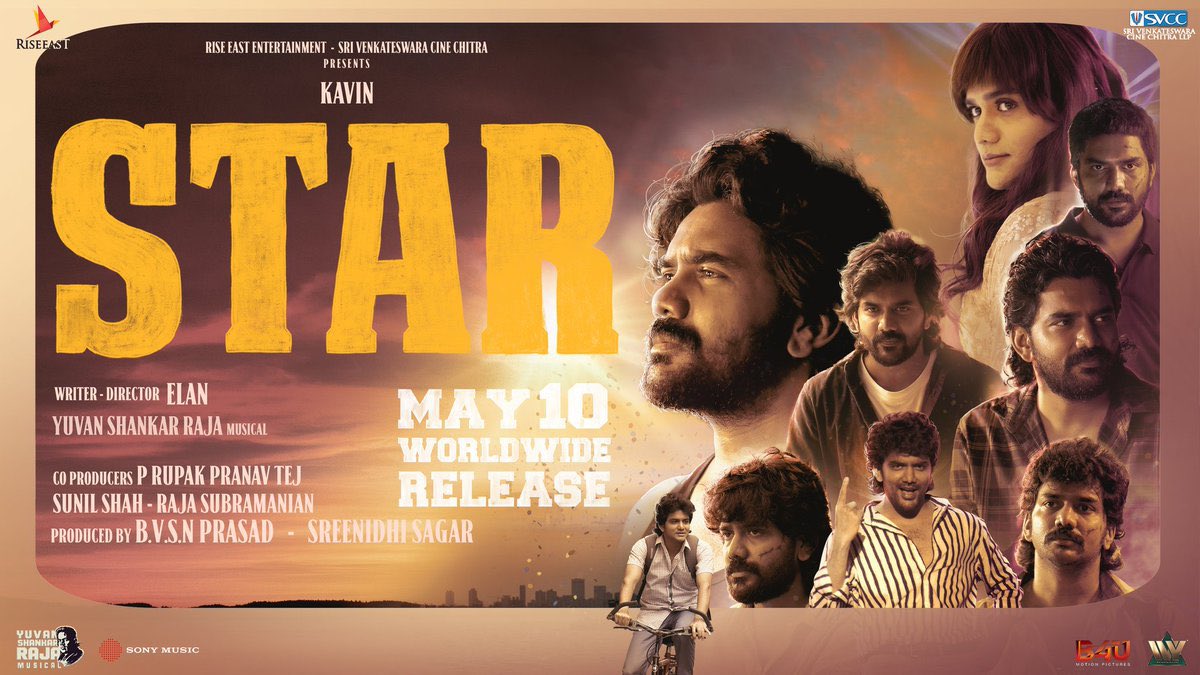 RISEEAST
SVCC
SRI VENKATESWARA
CINE CHITRA LLP
RISE EAST ENTERTAINMENT - SRI VENKATESWARA CINE CHITRA
PRESENTS
KAVIN
STAR
WRITER - DIRECTOR ELAN
YUVAN SHANKAR RAJA MUSICAL
MAY 10
WORLDWIDE
RELEASE
CO PRODUCERS P RUPAK PRANAV TEJ
SUNIL SHAH - RAJA SUBRAMANIAN
PRODUCED BY B.V.S.N PRASAD - SREENIDHI SAGAR
YUVAN
SHANKAR
RAJA
MUSICAL
SONY MUSIC
B4U
MOTION PICTURES